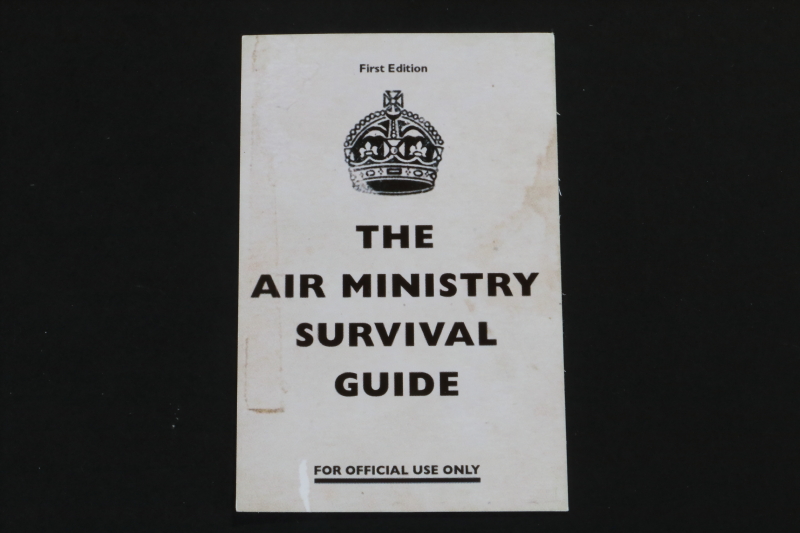 First Edition
THE
AIR MINISTRY
SURVIVAL
GUIDE
FOR OFFICIAL USE ONLY